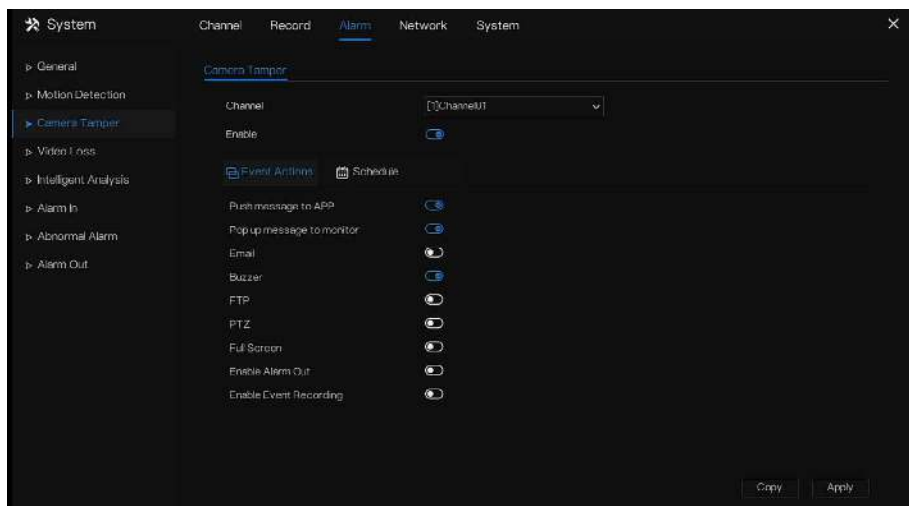 System
Channel Record Alarm Network System
General
Motion Detection
Camera Tamper
Video Loss
Intelligent Analysis
Alarm In
Abnormal Alarm
Alarm Out
Camera Tamper
Channel [1]Channel01
Enable
Event Actions Schedule
Push message to APP
Pop up message to monitor
Email
Buzzer
FTP
PTZ
Full Screen
Enable Alarm Out
Enable Event Recording
Copy Apply